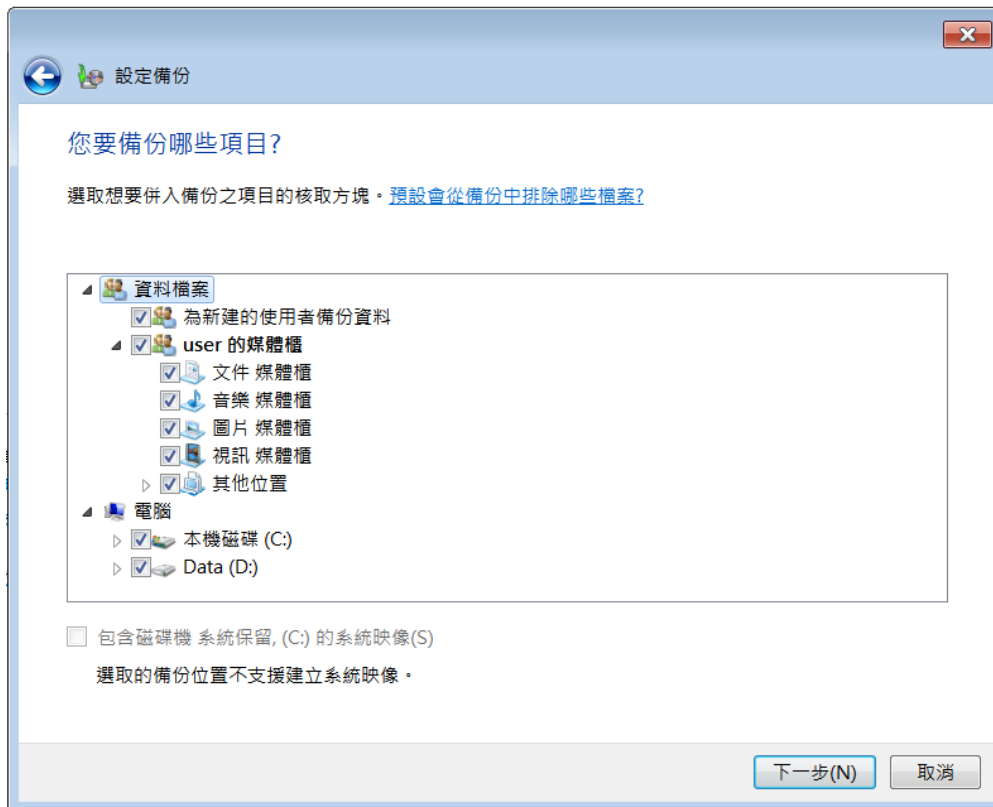 設定備份
您要備份哪些項目?
選取想要併入備份之項目的核取方塊。預設會從備份中排除哪些檔案?
資料檔案
為新建的使用者備份資料
user 的媒體櫃
文件 媒體櫃
音樂 媒體櫃
圖片 媒體櫃
視訊 媒體櫃
其他位置
電腦
本機磁碟 (C:)
Data (D:)
包含磁碟機 系統保留, (C:) 的系統映像(S)
選取的備份位置不支援建立系統映像。
下一步(N) 取消